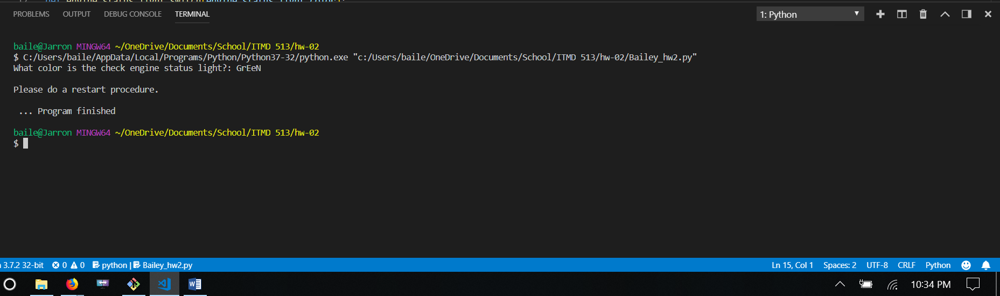 PROBLEMS OUTPUT DEBUG CONSOLE TERMINAL 1: Python
baile@Jarron MINGW64 ~/OneDrive/Documents/School/ITMD 513/hw-02
$ C:/Users/baile/AppData/Local/Programs/Python/Python37-32/python.exe "c:/Users/baile/OneDrive/Documents/School/ITMD 513/hw-02/Bailey_hw2.py"
What color is the check engine status light?: GrEeN
Please do a restart procedure.
... Program finished
baile@Jarron MINGW64 ~/OneDrive/Documents/School/ITMD 513/hw-02
$
3.7.2 32-bit 0 0 python | Bailey_hw2.py Ln 15, Col 1 Spaces: 2 UTF-8 CRLF Python
W 10:34 PM